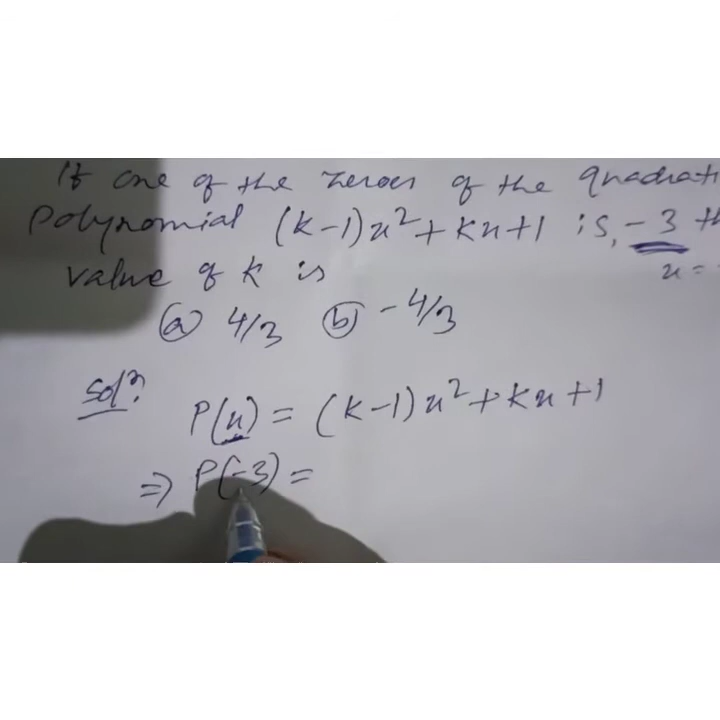 If one of the zeroes of the quadrati
Polynomial (k-1)x²+kx+1 is, -3 th
value of k is x=
(a) 4/3 (b) -4/3
Solⁿ.
P(x) = (k-1)x²+kx+1
⇒ P(-3) =